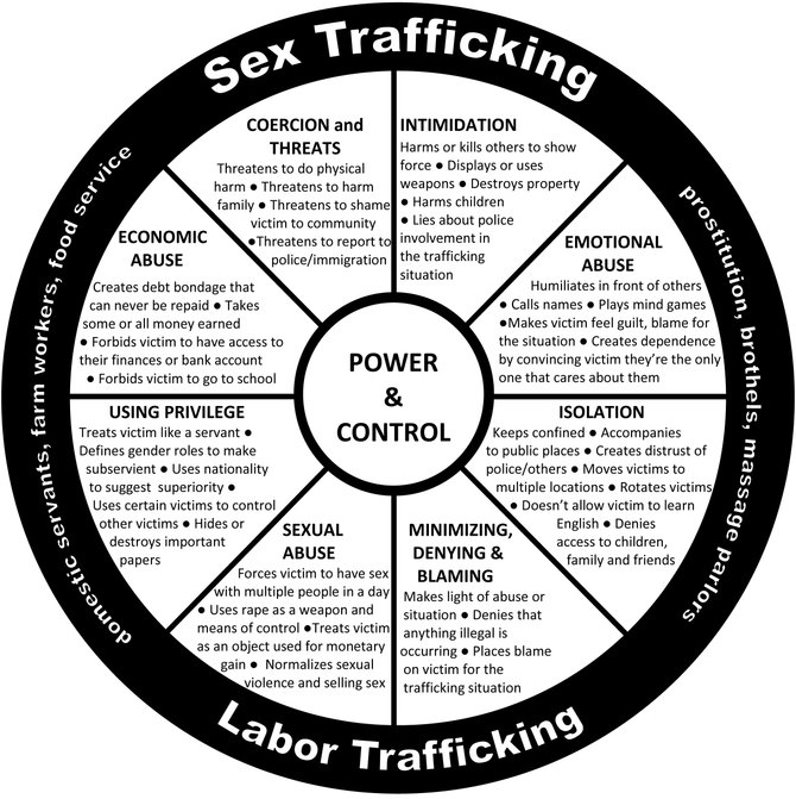 Sex Trafficking
COERCION and
THREATS
Threatens to do physical
harm ● Threatens to harm
family ● Threatens to shame
victim to community
●Threatens to report to
police/immigration
INTIMIDATION
Harms or kills others to show
force ● Displays or uses
weapons ● Destroys property
● Harms children
● Lies about police
involvement in
the trafficking
situation
EMOTIONAL
ABUSE
Humiliates in front of others
● Calls names ● Plays mind games
●Makes victim feel guilt, blame for
the situation ● Creates dependence
by convincing victim they're the only
one that cares about them
ISOLATION
Keeps confined ● Accompanies
to public places ● Creates distrust of
police/others ● Moves victims to
multiple locations ● Rotates victims
● Doesn't allow victim to learn
English ● Denies
access to children,
family and friends
MINIMIZING,
DENYING &
BLAMING
Makes light of abuse or
situation ● Denies that
anything illegal is
occurring ● Places blame
on victim for the
trafficking situation
SEXUAL
ABUSE
Forces victim to have sex
with multiple people in a day
● Uses rape as a weapon and
means of control ●Treats victim
as an object used for monetary
gain ● Normalizes sexual
violence and selling sex
USING PRIVILEGE
Treats victim like a servant ●
Defines gender roles to make
subservient ● Uses nationality
to suggest superiority ●
Uses certain victims to control
other victims ● Hides or
destroys important
papers
ECONOMIC
ABUSE
Creates debt bondage that
can never be repaid ● Takes
some or all money earned
● Forbids victim to have access to
their finances or bank account
● Forbids victim to go to school
POWER
&
CONTROL
domestic servants, farm workers, food service
prostitution, brothels, massage parlors
Labor Trafficking